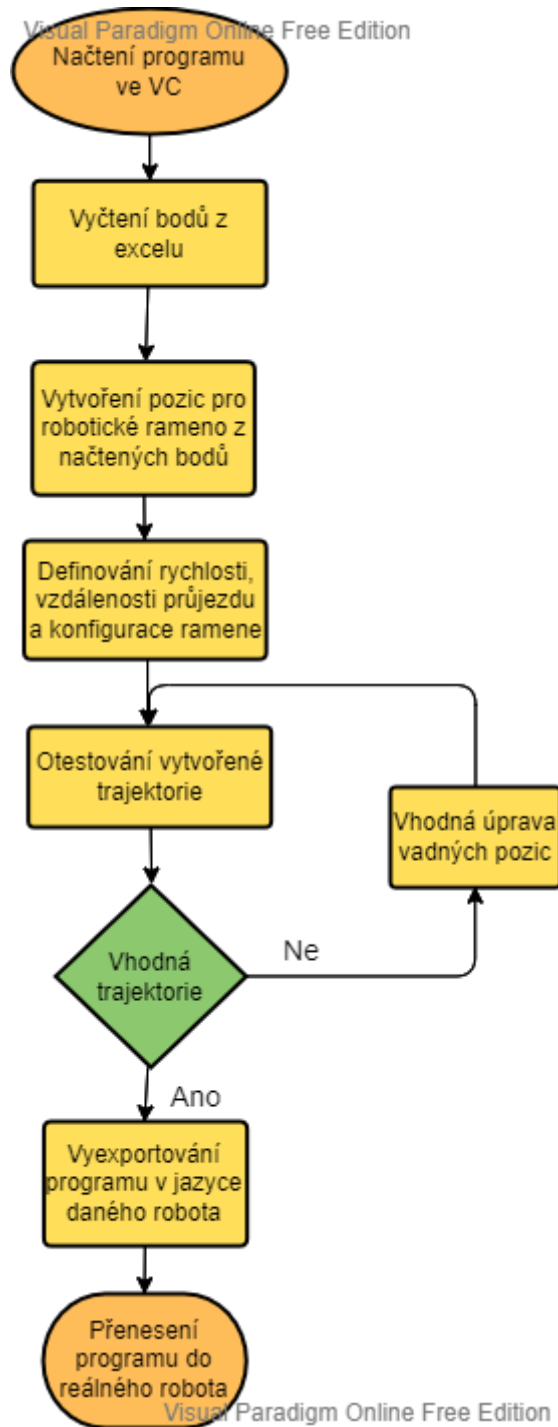 Visual Paradigm Online Free Edition
Načtení programu
ve VC
Vyčtení bodů z
excelu
Vytvoření pozic pro
robotické rameno z
načtených bodů
Definování rychlosti,
vzdálenosti průjezdu
a konfigurace ramene
Otestování vytvořené
trajektorie
Vhodná úprava
vadných pozic
Vhodná
trajektorie
Ne
Ano
Vyexportování
programu v jazyce
daného robota
Přenesení
programu do
reálného robota
Visual Paradigm Online Free Edition